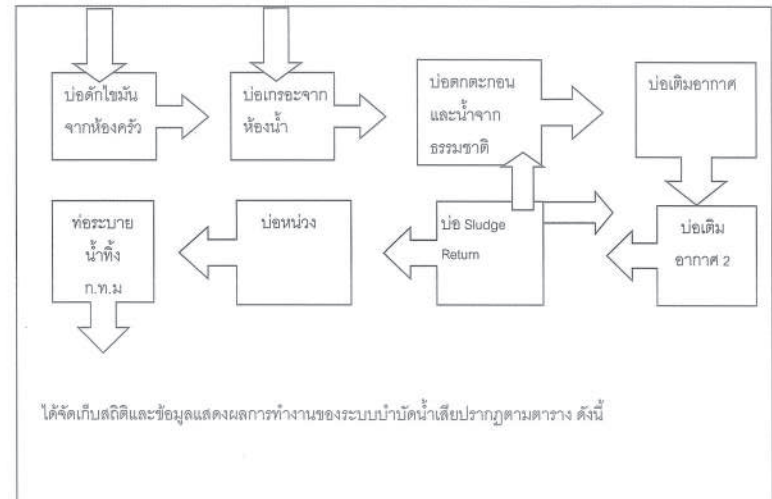 บ่อดักไขมัน
จากห้องครัว
บ่อเกรอะจาก
ห้องน้ำ
บ่อตกตะกอน
และน้ำจาก
ธรรมชาติ
บ่อเติมอากาศ
ท่อระบาย
น้ำทิ้ง
ก.ท.ม
บ่อหน่วง
บ่อ Sludge
Return
บ่อเติม
อากาศ 2
ได้จัดเก็บสถิติและข้อมูลแสดงผลการทำงานของระบบบำบัดน้ำเสียปรากฏตามตาราง ดังนี้